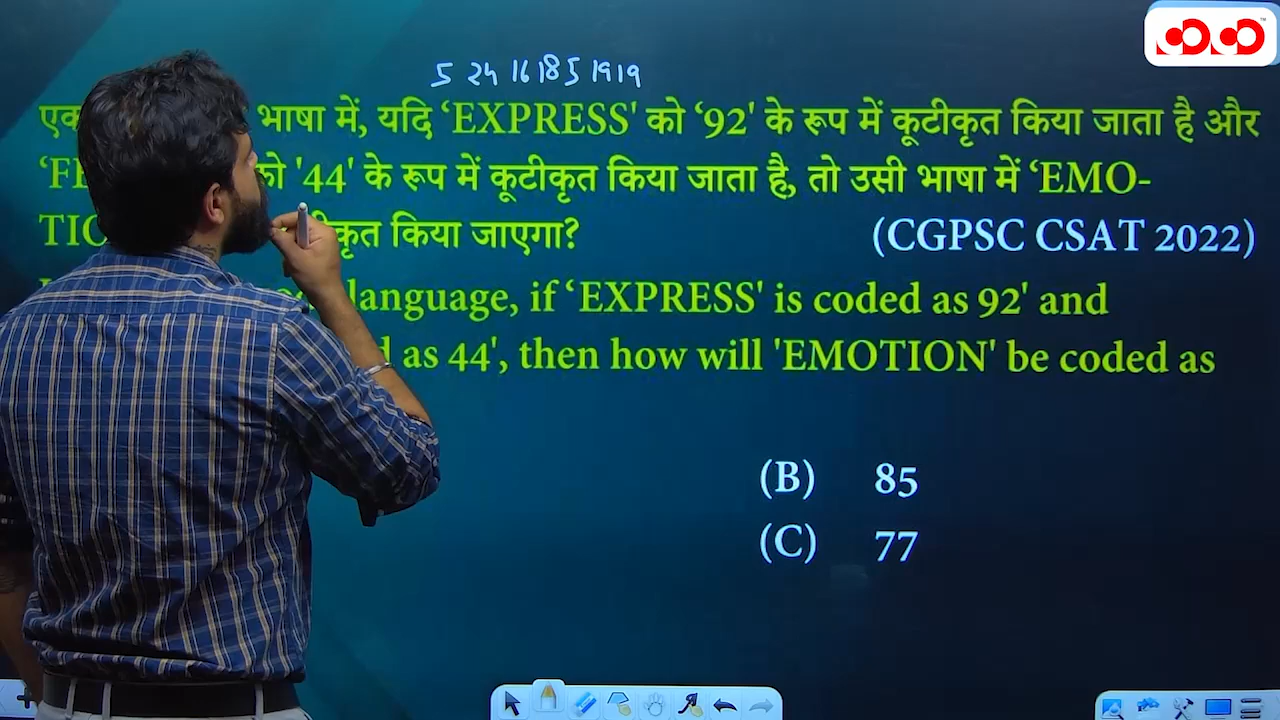 5 24 16 18 5 19 19
भाषा में, यदि ‘EXPRESS' को ‘92' के रूप में कूटीकृत किया जाता है और
को '44' के रूप में कूटीकृत किया जाता है, तो उसी भाषा में ‘EMO-
किया जाएगा?
(CGPSC CSAT 2022)
language, if ‘EXPRESS' is coded as 92' and
as 44', then how will 'EMOTION' be coded as
(B) 85
(C) 77